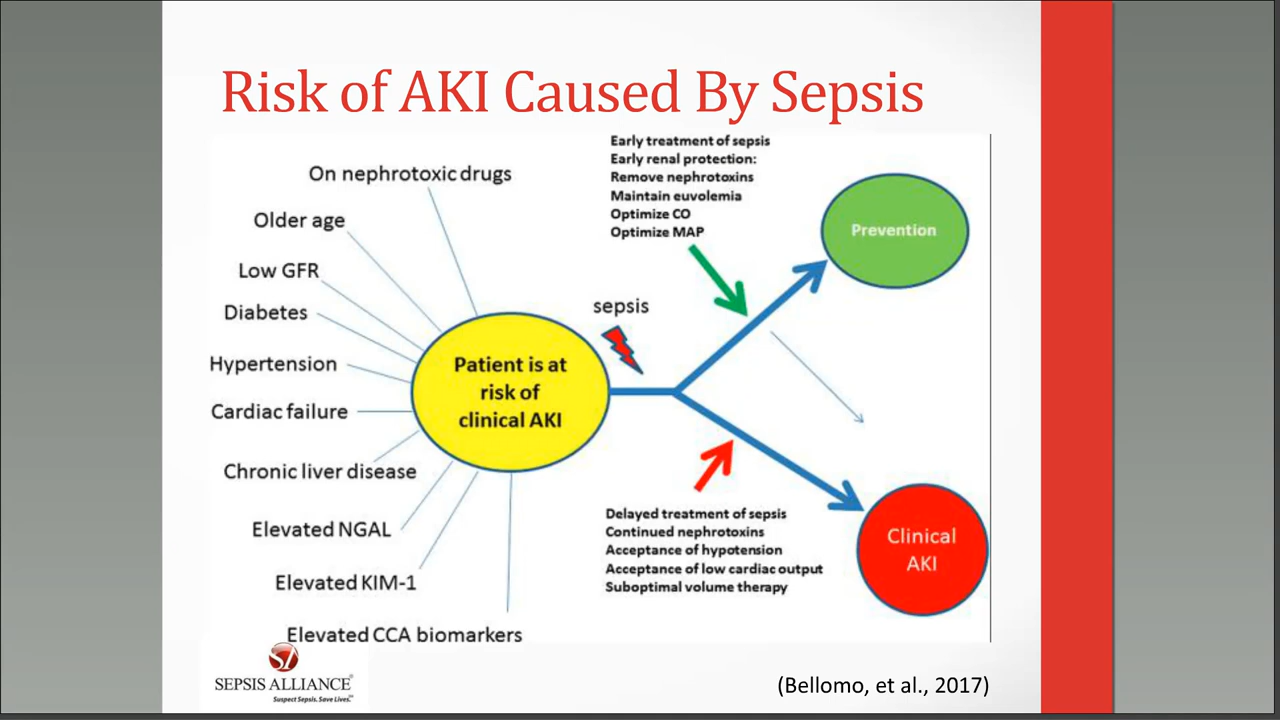 Risk of AKI Caused By Sepsis
On nephrotoxic drugs
Older age
Low GFR
Diabetes
Hypertension
Cardiac failure
Chronic liver disease
Elevated NGAL
Elevated KIM-1
Elevated CCA biomarkers
Patient is at
risk of
clinical AKI
sepsis
Early treatment of sepsis
Early renal protection:
Remove nephrotoxins
Maintain euvolemia
Optimize CO
Optimize MAP
Prevention
Delayed treatment of sepsis
Continued nephrotoxins
Acceptance of hypotension
Acceptance of low cardiac output
Suboptimal volume therapy
Clinical
AKI
SEPSIS ALLIANCE
Suspect Sepsis. Save Lives.
(Bellomo, et al., 2017)